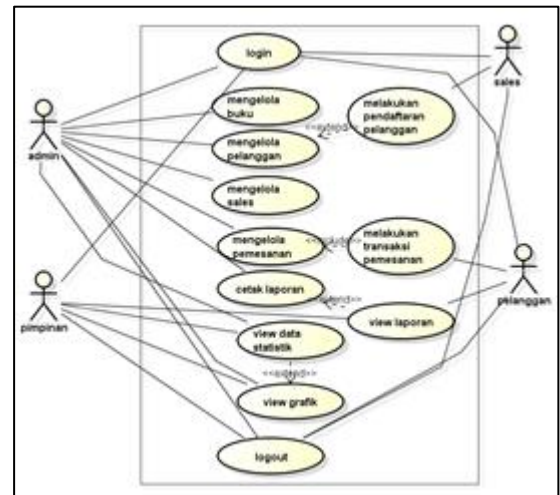 login
sales
mengelola
buku
melakukan
pendaftaran
pelanggan
<<extend>>
admin
mengelola
pelanggan
mengelola
sales
mengelola
pemesanan
melakukan
transaksi
pemesanan
cetak laporan
<<extend>>
pimpinan
view laporan
pelanggan
view data
statistik
<<extend>>
view grafik
logout